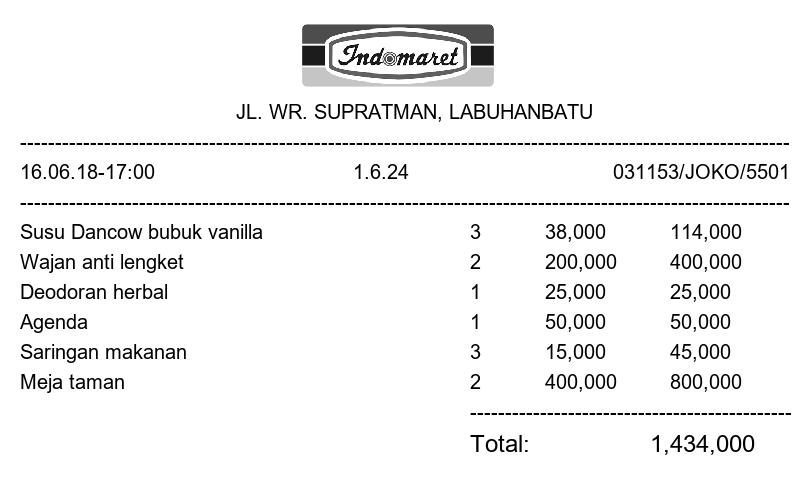 Indomaret
JL. WR. SUPRATMAN, LABUHANBATU
16.06.18-17:00 1.6.24 031153/JOKO/5501
Susu Dancow bubuk vanilla 3 38,000 114,000
Wajan anti lengket 2 200,000 400,000
Deodoran herbal 1 25,000 25,000
Agenda 1 50,000 50,000
Saringan makanan 3 15,000 45,000
Meja taman 2 400,000 800,000
Total: 1,434,000